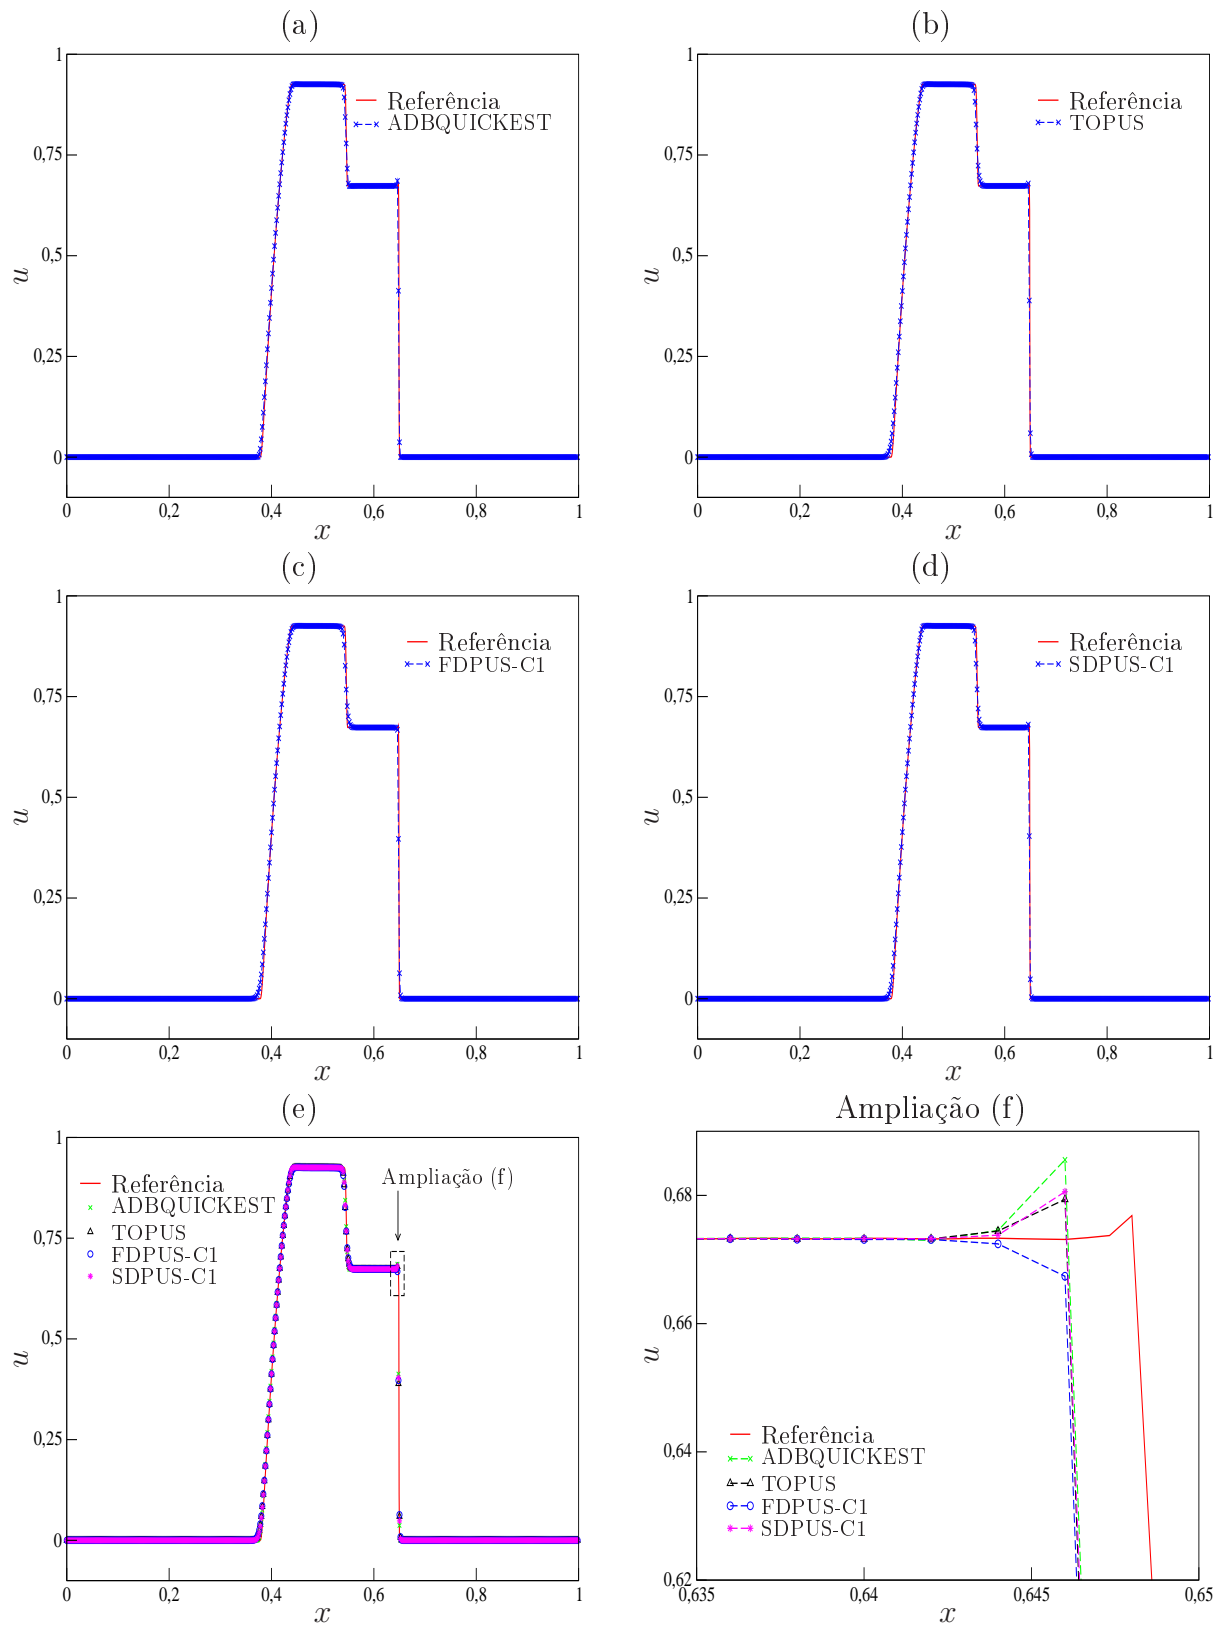 (a)
1
0,75
0,5
0,25
0
u
Referência
ADBQUICKEST
0
0,2
0,4
0,6
0,8
1
x
(b)
1
0,75
0,5
0,25
0
u
Referência
TOPUS
0
0,2
0,4
0,6
0,8
1
x
(c)
1
0,75
0,5
0,25
0
u
Referência
FDPUS-C1
0
0,2
0,4
0,6
0,8
1
x
(d)
1
0,75
0,5
0,25
0
u
Referência
SDPUS-C1
0
0,2
0,4
0,6
0,8
1
x
(e)
1
0,75
0,5
0,25
0
u
Referência
ADBQUICKEST
TOPUS
FDPUS-C1
SDPUS-C1
Ampliação (f)
0
0,2
0,4
0,6
0,8
1
x
Ampliação (f)
0,68
0,66
0,64
0,62
u
Referência
ADBQUICKEST
TOPUS
FDPUS-C1
SDPUS-C1
0,635
0,64
0,645
0,65
x